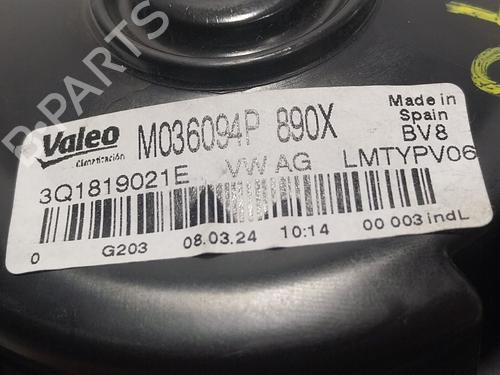 Valeo
Climatización
M036094P 890X
Made in
Spain
BV8
3Q1819021E
VW AG
LMTYPV06
0
G203
08.03.24
10:14
00 003 indL
B-PARTS